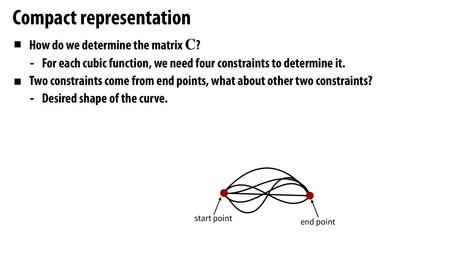 Compact representation
■ How do we determine the matrix C?
- For each cubic function, we need four constraints to determine it.
■ Two constraints come from end points, what about other two constraints?
- Desired shape of the curve.
start point
end point